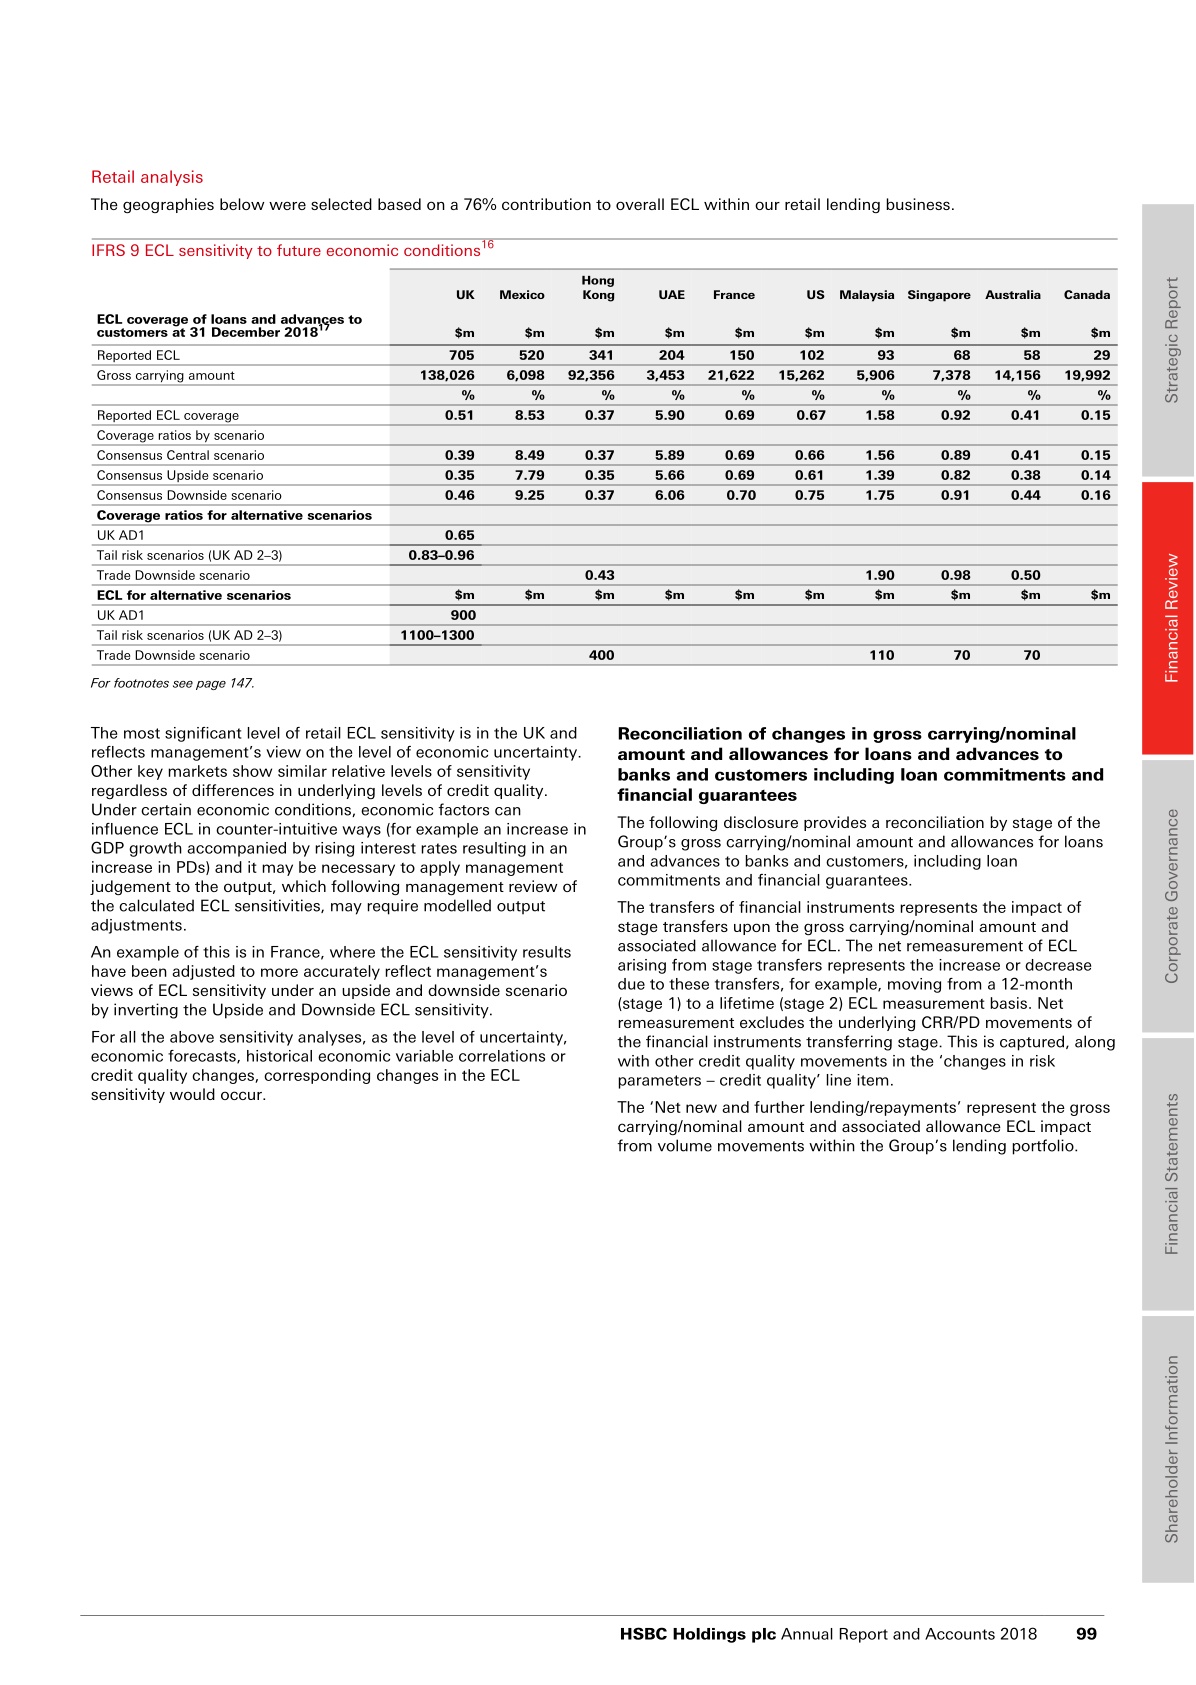 Retail analysis
The geographies below were selected based on a 76% contribution to overall ECL within our retail lending business.
IFRS 9 ECL sensitivity to future economic conditions16
UK Mexico Hong Kong UAE France US Malaysia Singapore Australia Canada
ECL coverage of loans and advances to
customers at 31 December 201817 $m $m $m $m $m $m $m $m $m $m
Reported ECL 705 520 341 204 150 102 93 68 58 29
Gross carrying amount 138,026 6,098 92,356 3,453 21,622 15,262 5,906 7,378 14,156 19,992
% % % % % % % % % %
Reported ECL coverage 0.51 8.53 0.37 5.90 0.69 0.67 1.58 0.92 0.41 0.15
Coverage ratios by scenario
Consensus Central scenario 0.39 8.49 0.37 5.89 0.69 0.66 1.56 0.89 0.41 0.15
Consensus Upside scenario 0.35 7.79 0.35 5.66 0.69 0.61 1.39 0.82 0.38 0.14
Consensus Downside scenario 0.46 9.25 0.37 6.06 0.70 0.75 1.75 0.91 0.44 0.16
Coverage ratios for alternative scenarios
UK AD1 0.65
Tail risk scenarios (UK AD 2–3) 0.83–0.96
Trade Downside scenario 0.43 1.90 0.98 0.50
ECL for alternative scenarios $m $m $m $m $m $m $m $m $m $m
UK AD1 900
Tail risk scenarios (UK AD 2–3) 1100–1300
Trade Downside scenario 400 110 70 70
For footnotes see page 147.
The most significant level of retail ECL sensitivity is in the UK and
reflects management's view on the level of economic uncertainty.
Other key markets show similar relative levels of sensitivity
regardless of differences in underlying levels of credit quality.
Under certain economic conditions, economic factors can
influence ECL in counter-intuitive ways (for example an increase in
GDP growth accompanied by rising interest rates resulting in an
increase in PDs) and it may be necessary to apply management
judgement to the output, which following management review of
the calculated ECL sensitivities, may require modelled output
adjustments.
An example of this is in France, where the ECL sensitivity results
have been adjusted to more accurately reflect management's
views of ECL sensitivity under an upside and downside scenario
by inverting the Upside and Downside ECL sensitivity.
For all the above sensitivity analyses, as the level of uncertainty,
economic forecasts, historical economic variable correlations or
credit quality changes, corresponding changes in the ECL
sensitivity would occur.
Reconciliation of changes in gross carrying/nominal
amount and allowances for loans and advances to
banks and customers including loan commitments and
financial guarantees
The following disclosure provides a reconciliation by stage of the
Group's gross carrying/nominal amount and allowances for loans
and advances to banks and customers, including loan
commitments and financial guarantees.
The transfers of financial instruments represents the impact of
stage transfers upon the gross carrying/nominal amount and
associated allowance for ECL. The net remeasurement of ECL
arising from stage transfers represents the increase or decrease
due to these transfers, for example, moving from a 12-month
(stage 1) to a lifetime (stage 2) ECL measurement basis. Net
remeasurement excludes the underlying CRR/PD movements of
the financial instruments transferring stage. This is captured, along
with other credit quality movements in the 'changes in risk
parameters – credit quality' line item.
The 'Net new and further lending/repayments' represent the gross
carrying/nominal amount and associated allowance ECL impact
from volume movements within the Group's lending portfolio.
Strategic Report
Financial Review
Corporate Governance
Financial Statements
Shareholder Information
HSBC Holdings plc Annual Report and Accounts 2018 99